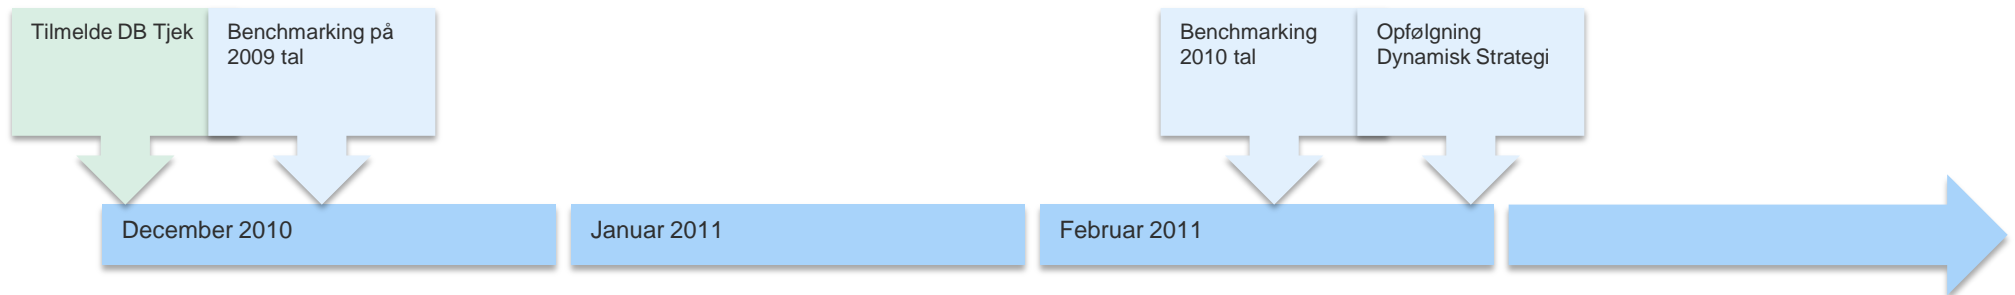 Tilmelde DB Tjek
Benchmarking på
2009 tal
Benchmarking
2010 tal
Opfølgning
Dynamisk Strategi
December 2010
Januar 2011
Februar 2011